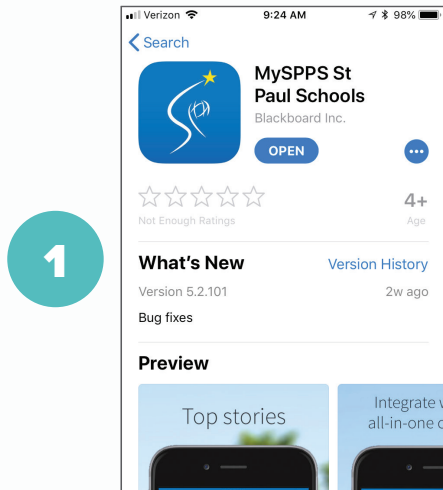 Verizon 9:24 AM 98%
Search
MySPPS St
Paul Schools
Blackboard Inc.
OPEN
4+
Not Enough Ratings
Age
1
What's New Version History
Version 5.2.101 2w ago
Bug fixes
Preview
Top stories
Integrate
all-in-one